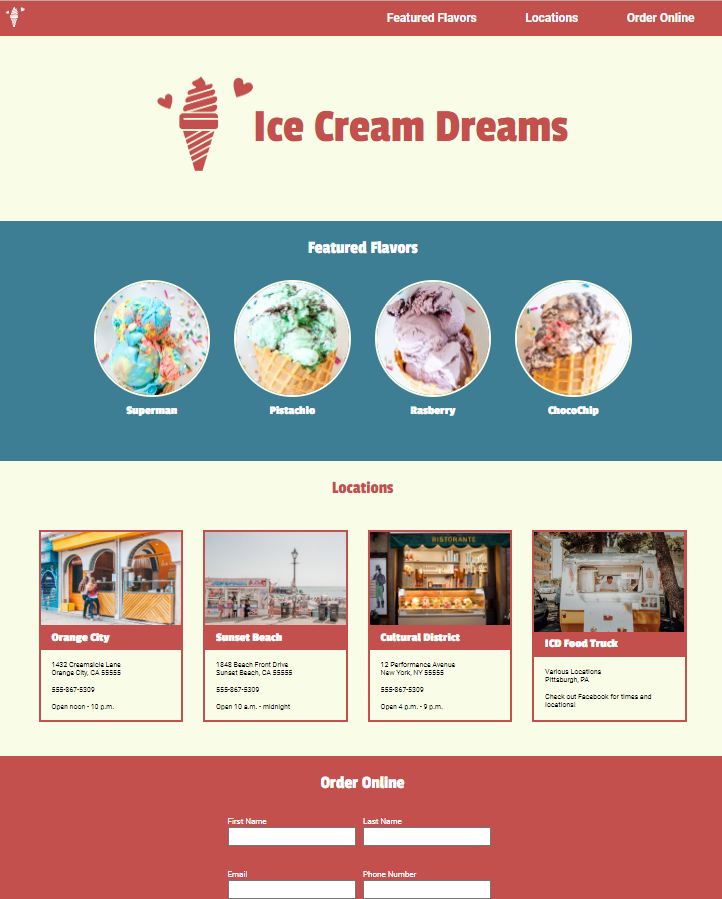 Featured Flavors
Locations
Order Online
Ice Cream Dreams
Featured Flavors
Superman
Pistachio
Rasberry
ChocoChip
Locations
RISTORANTE
Orange City
1432 Creamsicle Lane
Orange City, CA 55555
555-867-5309
Open noon - 10 p.m.
Sunset Beach
1848 Beach Front Drive
Sunset Beach, CA 55555
555-867-5309
Open 10 a.m. - midnight
Cultural District
12 Performance Avenue
New York, NY 55555
555-867-5309
Open 4 p.m. - 9 p.m.
ICD Food Truck
Various Locations
Pittsburgh, PA
Check out Facebook for times and
locations!
Order Online
First Name
Last Name
Email
Phone Number